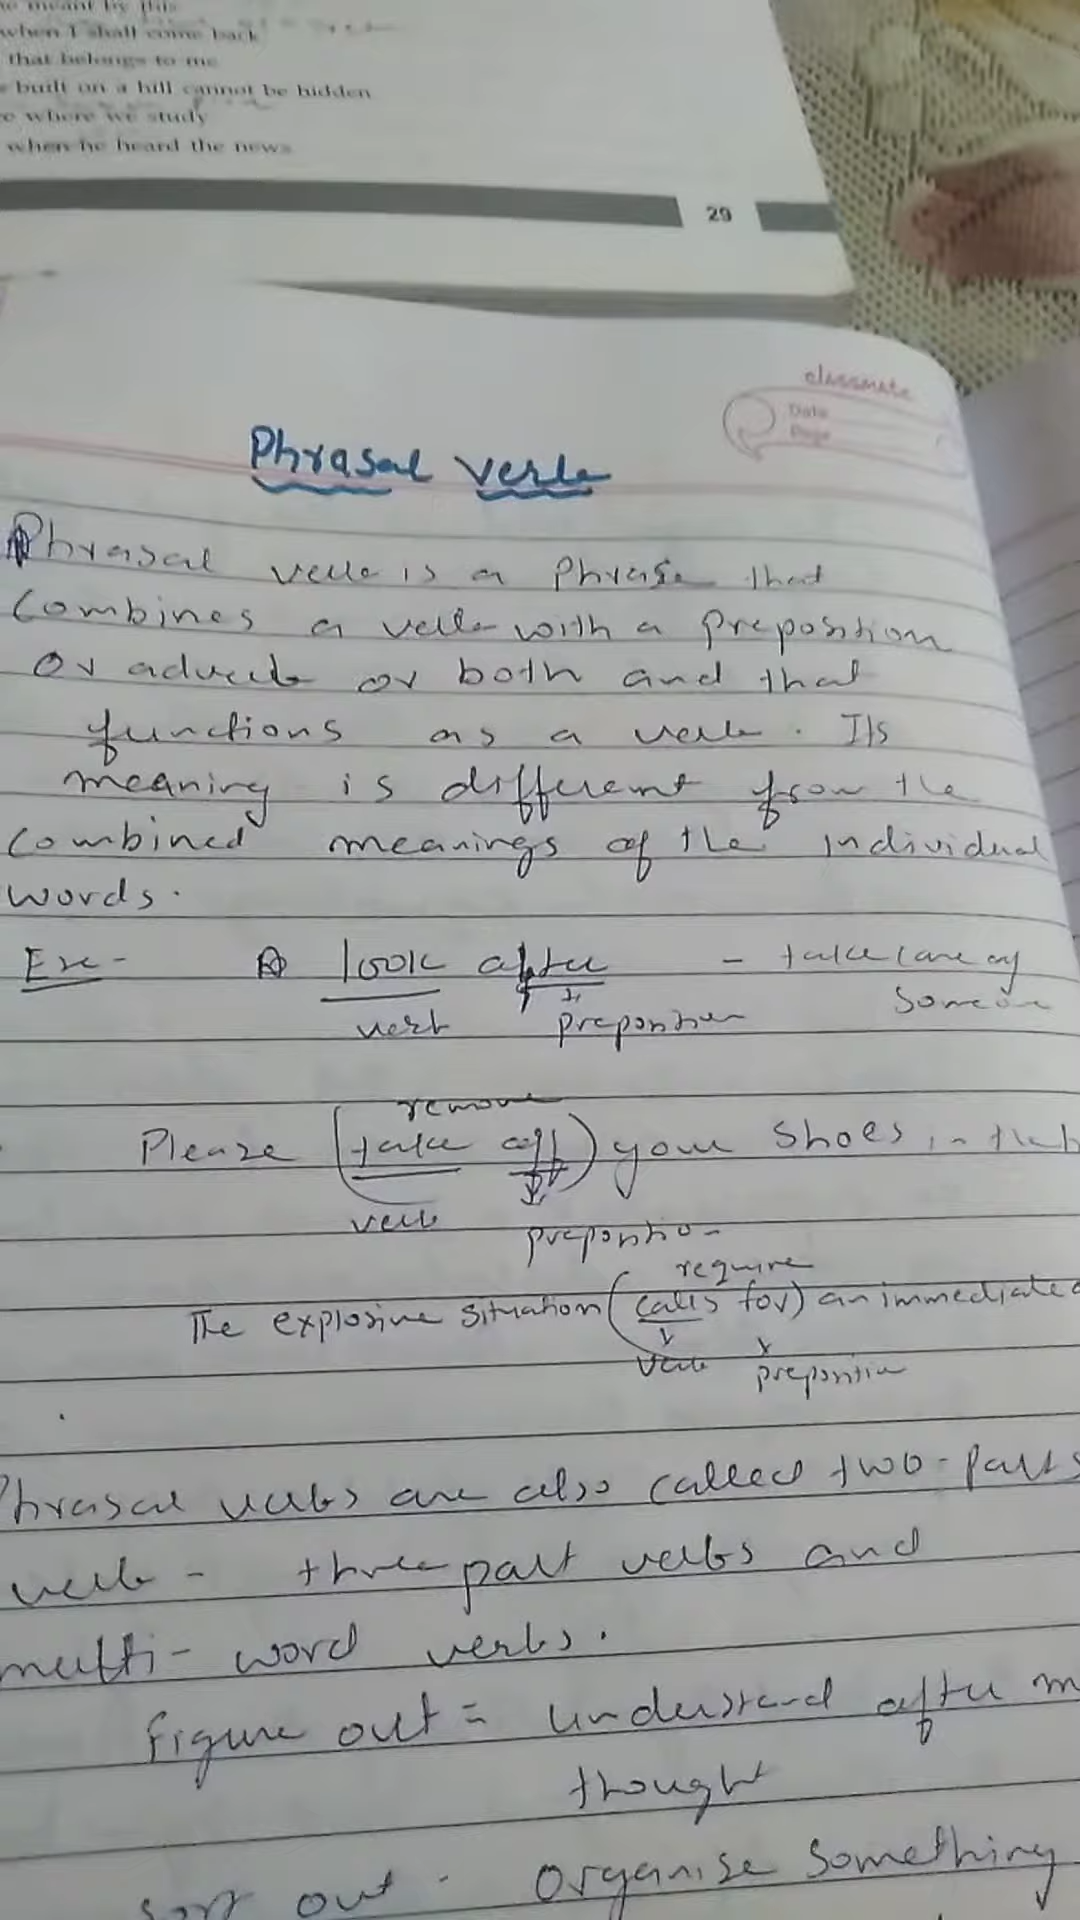 when I shall come back
that belongs to me
built on a hill cannot be hidden
where we study
when he heard the news
29
classmate
Date
Page
Phrasal verb
Phrasal verb is a Phrase that
Combines a verb with a preposition
Or adverb or both and that
functions as a verb. Its
meaning is different from the
Combined meanings of the individual
words.
Ex - look after - take care of
someone
verb preposition
remove
Please (take off) your shoes in the
verb
preposition
require
The explosive situation (calls for) an immediate
verb preposition
Phrasal verbs are also called two-parts
verb - three part verbs and
multi-word verbs.
figure out = understand after
thought
sort out - Organise something